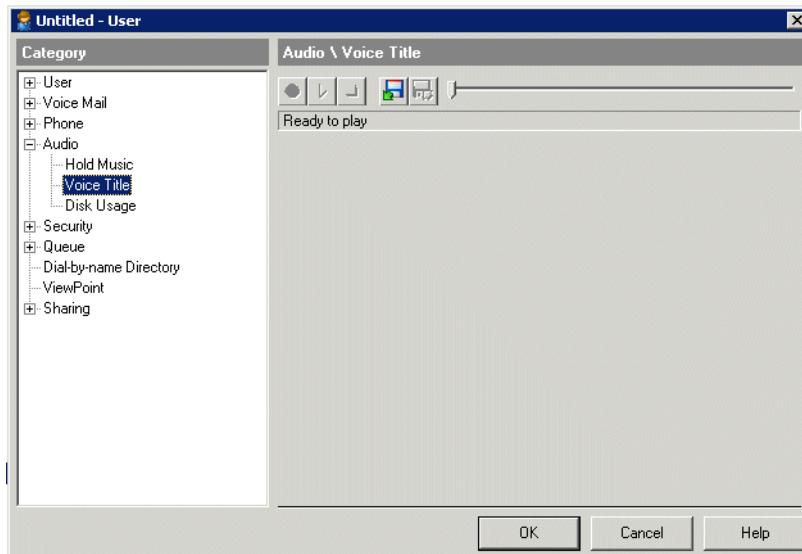 Untitled - User
Category
Audio \ Voice Title
User
Voice Mail
Phone
Audio
Hold Music
Voice Title
Disk Usage
Security
Queue
Dial-by-name Directory
ViewPoint
Sharing
Ready to play
OK
Cancel
Help